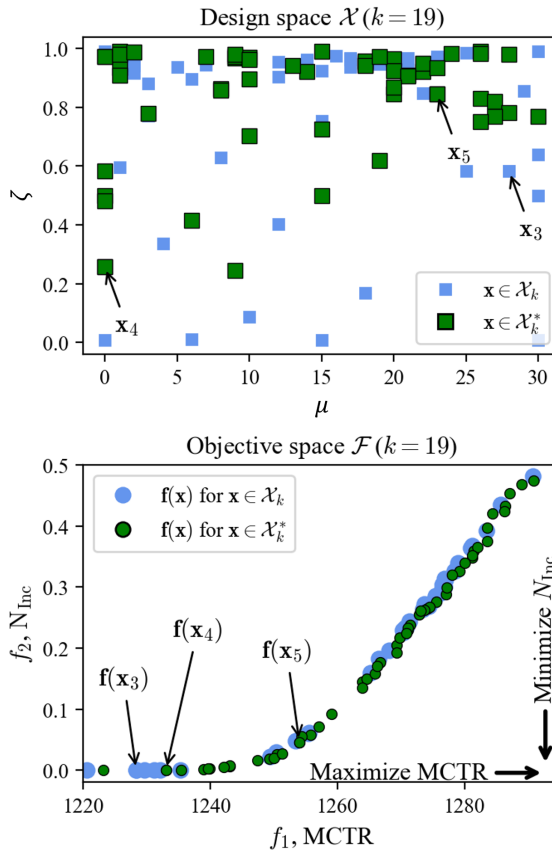 Design space 𝒳 (k = 19)
1.0
0.8
0.6
0.4
0.2
0.0
ζ
x₅
x₃
x₄
x ∈ 𝒳ₖ
x ∈ 𝒳ₖ*
0 5 10 15 20 25 30
μ
Objective space ℱ (k = 19)
0.5
0.4
0.3
0.2
0.1
0.0
f₂, N_Inc
f(x) for x ∈ 𝒳ₖ
f(x) for x ∈ 𝒳ₖ*
f(x₃)
f(x₄)
f(x₅)
Minimize N_Inc
Maximize MCTR
1220 1240 1260 1280
f₁, MCTR